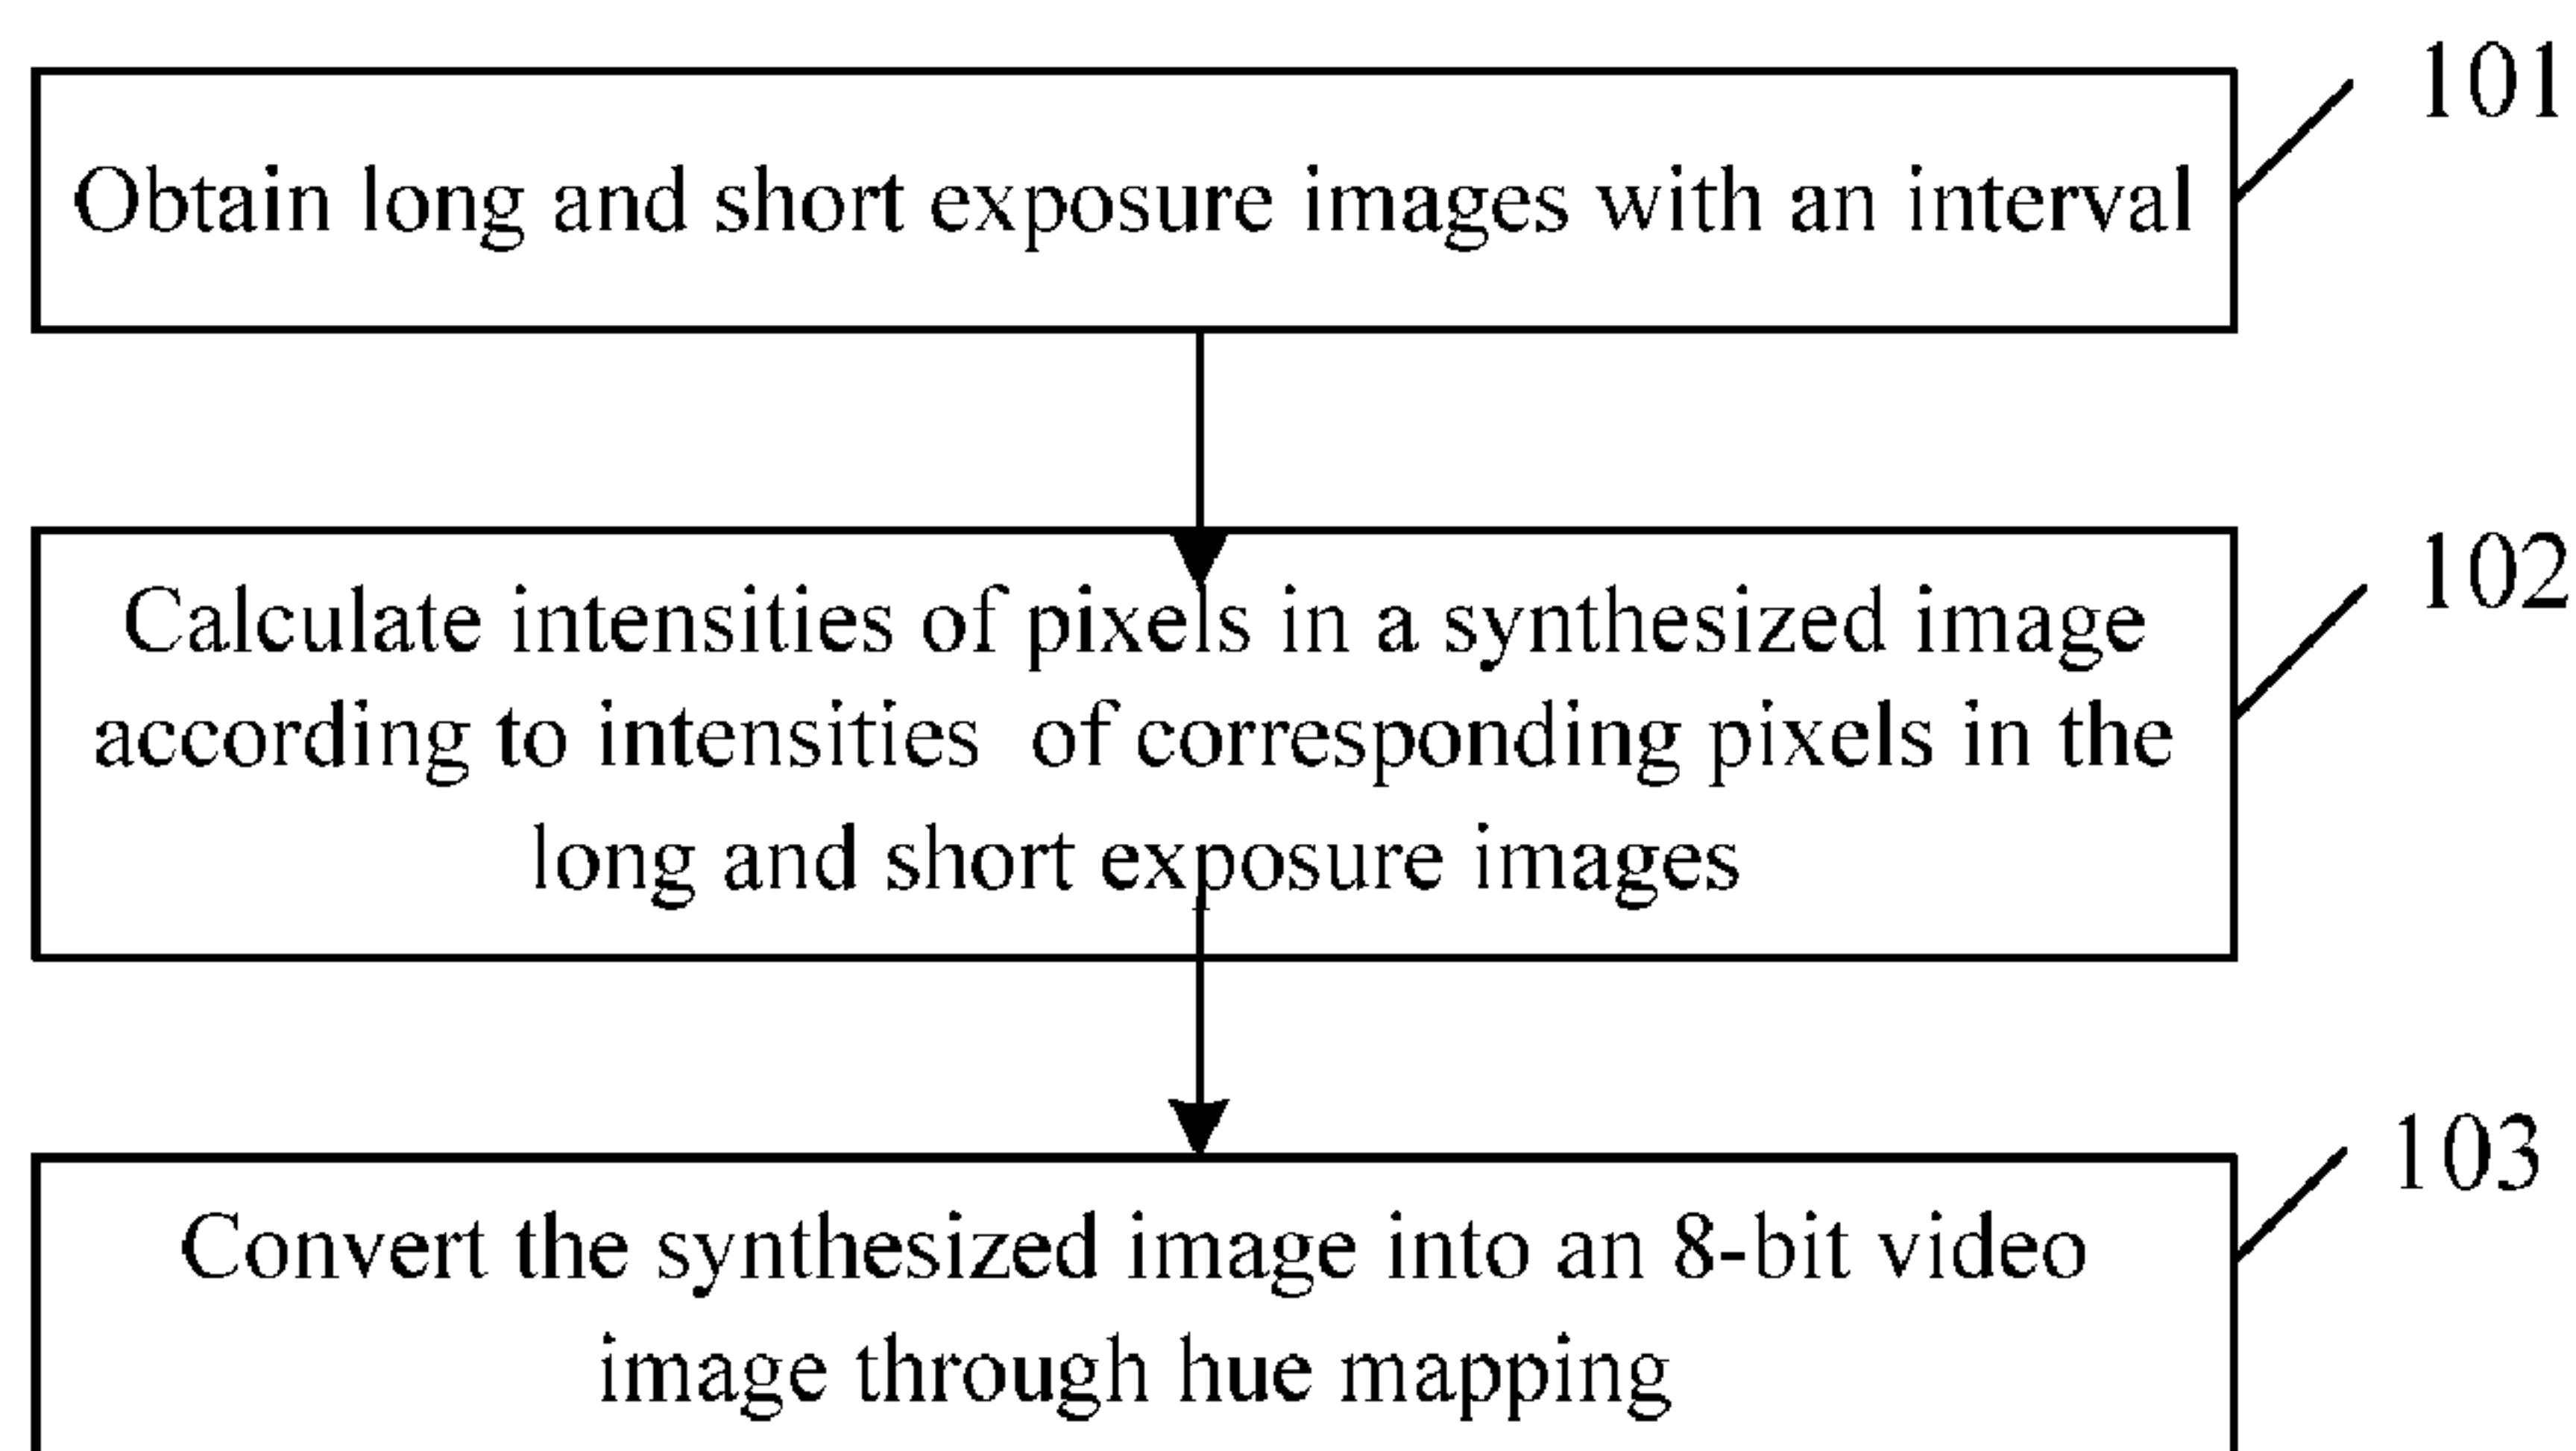 101
Obtain long and short exposure images with an interval
102
Calculate intensities of pixels in a synthesized image
according to intensities of corresponding pixels in the
long and short exposure images
103
Convert the synthesized image into an 8-bit video
image through hue mapping